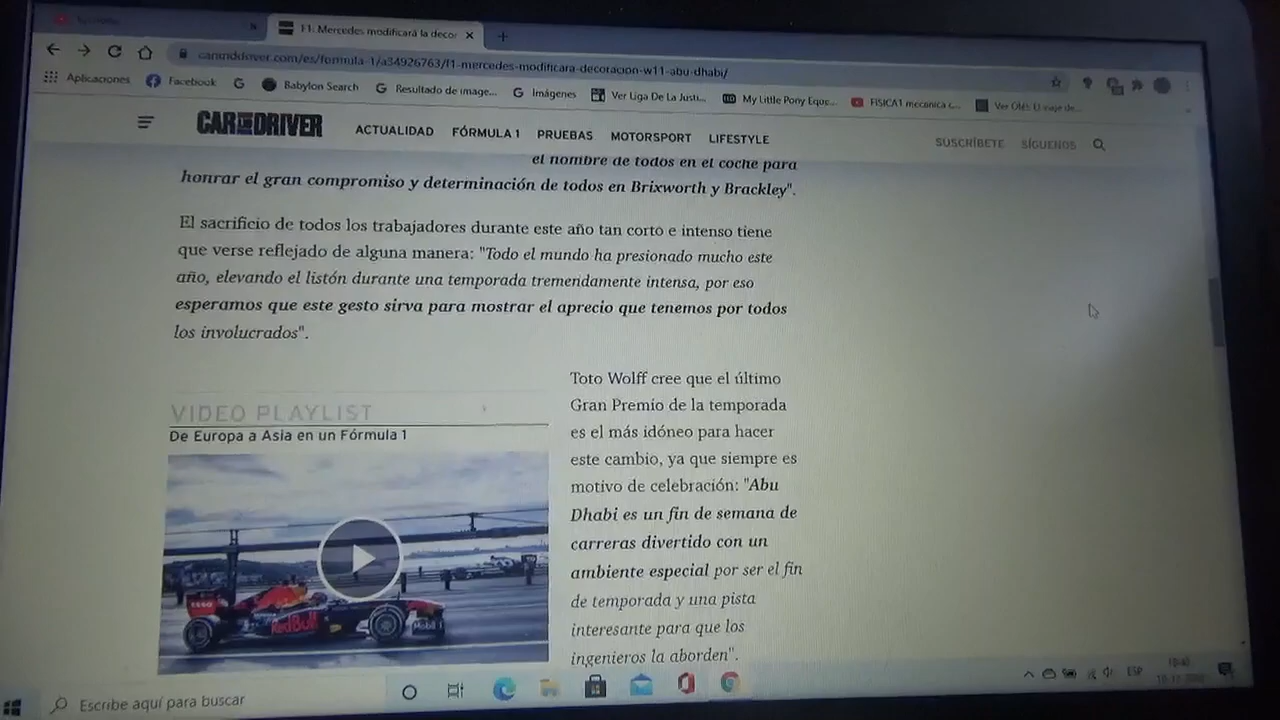 F1: Mercedes modificará la decor
caranddriver.com/es/formula-1/a34926763/f1-mercedes-modificara-decoracion-w11-abu-dhabi/
Aplicaciones
Facebook
Babylon Search
Resultado de image...
Imágenes
Ver Liga De La Justi...
My Little Pony Equc...
FISICA1 mecanica c...
CAR AND DRIVER
ACTUALIDAD FÓRMULA 1 PRUEBAS MOTORSPORT LIFESTYLE
SUSCRÍBETE SÍGUENOS
el nombre de todos en el coche para
honrar el gran compromiso y determinación de todos en Brixworth y Brackley".
El sacrificio de todos los trabajadores durante este año tan corto e intenso tiene
que verse reflejado de alguna manera: "Todo el mundo ha presionado mucho este
año, elevando el listón durante una temporada tremendamente intensa, por eso
esperamos que este gesto sirva para mostrar el aprecio que tenemos por todos
los involucrados".
VIDEO PLAYLIST
De Europa a Asia en un Fórmula 1
Red Bull
Toto Wolff cree que el último
Gran Premio de la temporada
es el más idóneo para hacer
este cambio, ya que siempre es
motivo de celebración: "Abu
Dhabi es un fin de semana de
carreras divertido con un
ambiente especial por ser el fin
de temporada y una pista
interesante para que los
ingenieros la aborden".
Escribe aquí para buscar
ESP